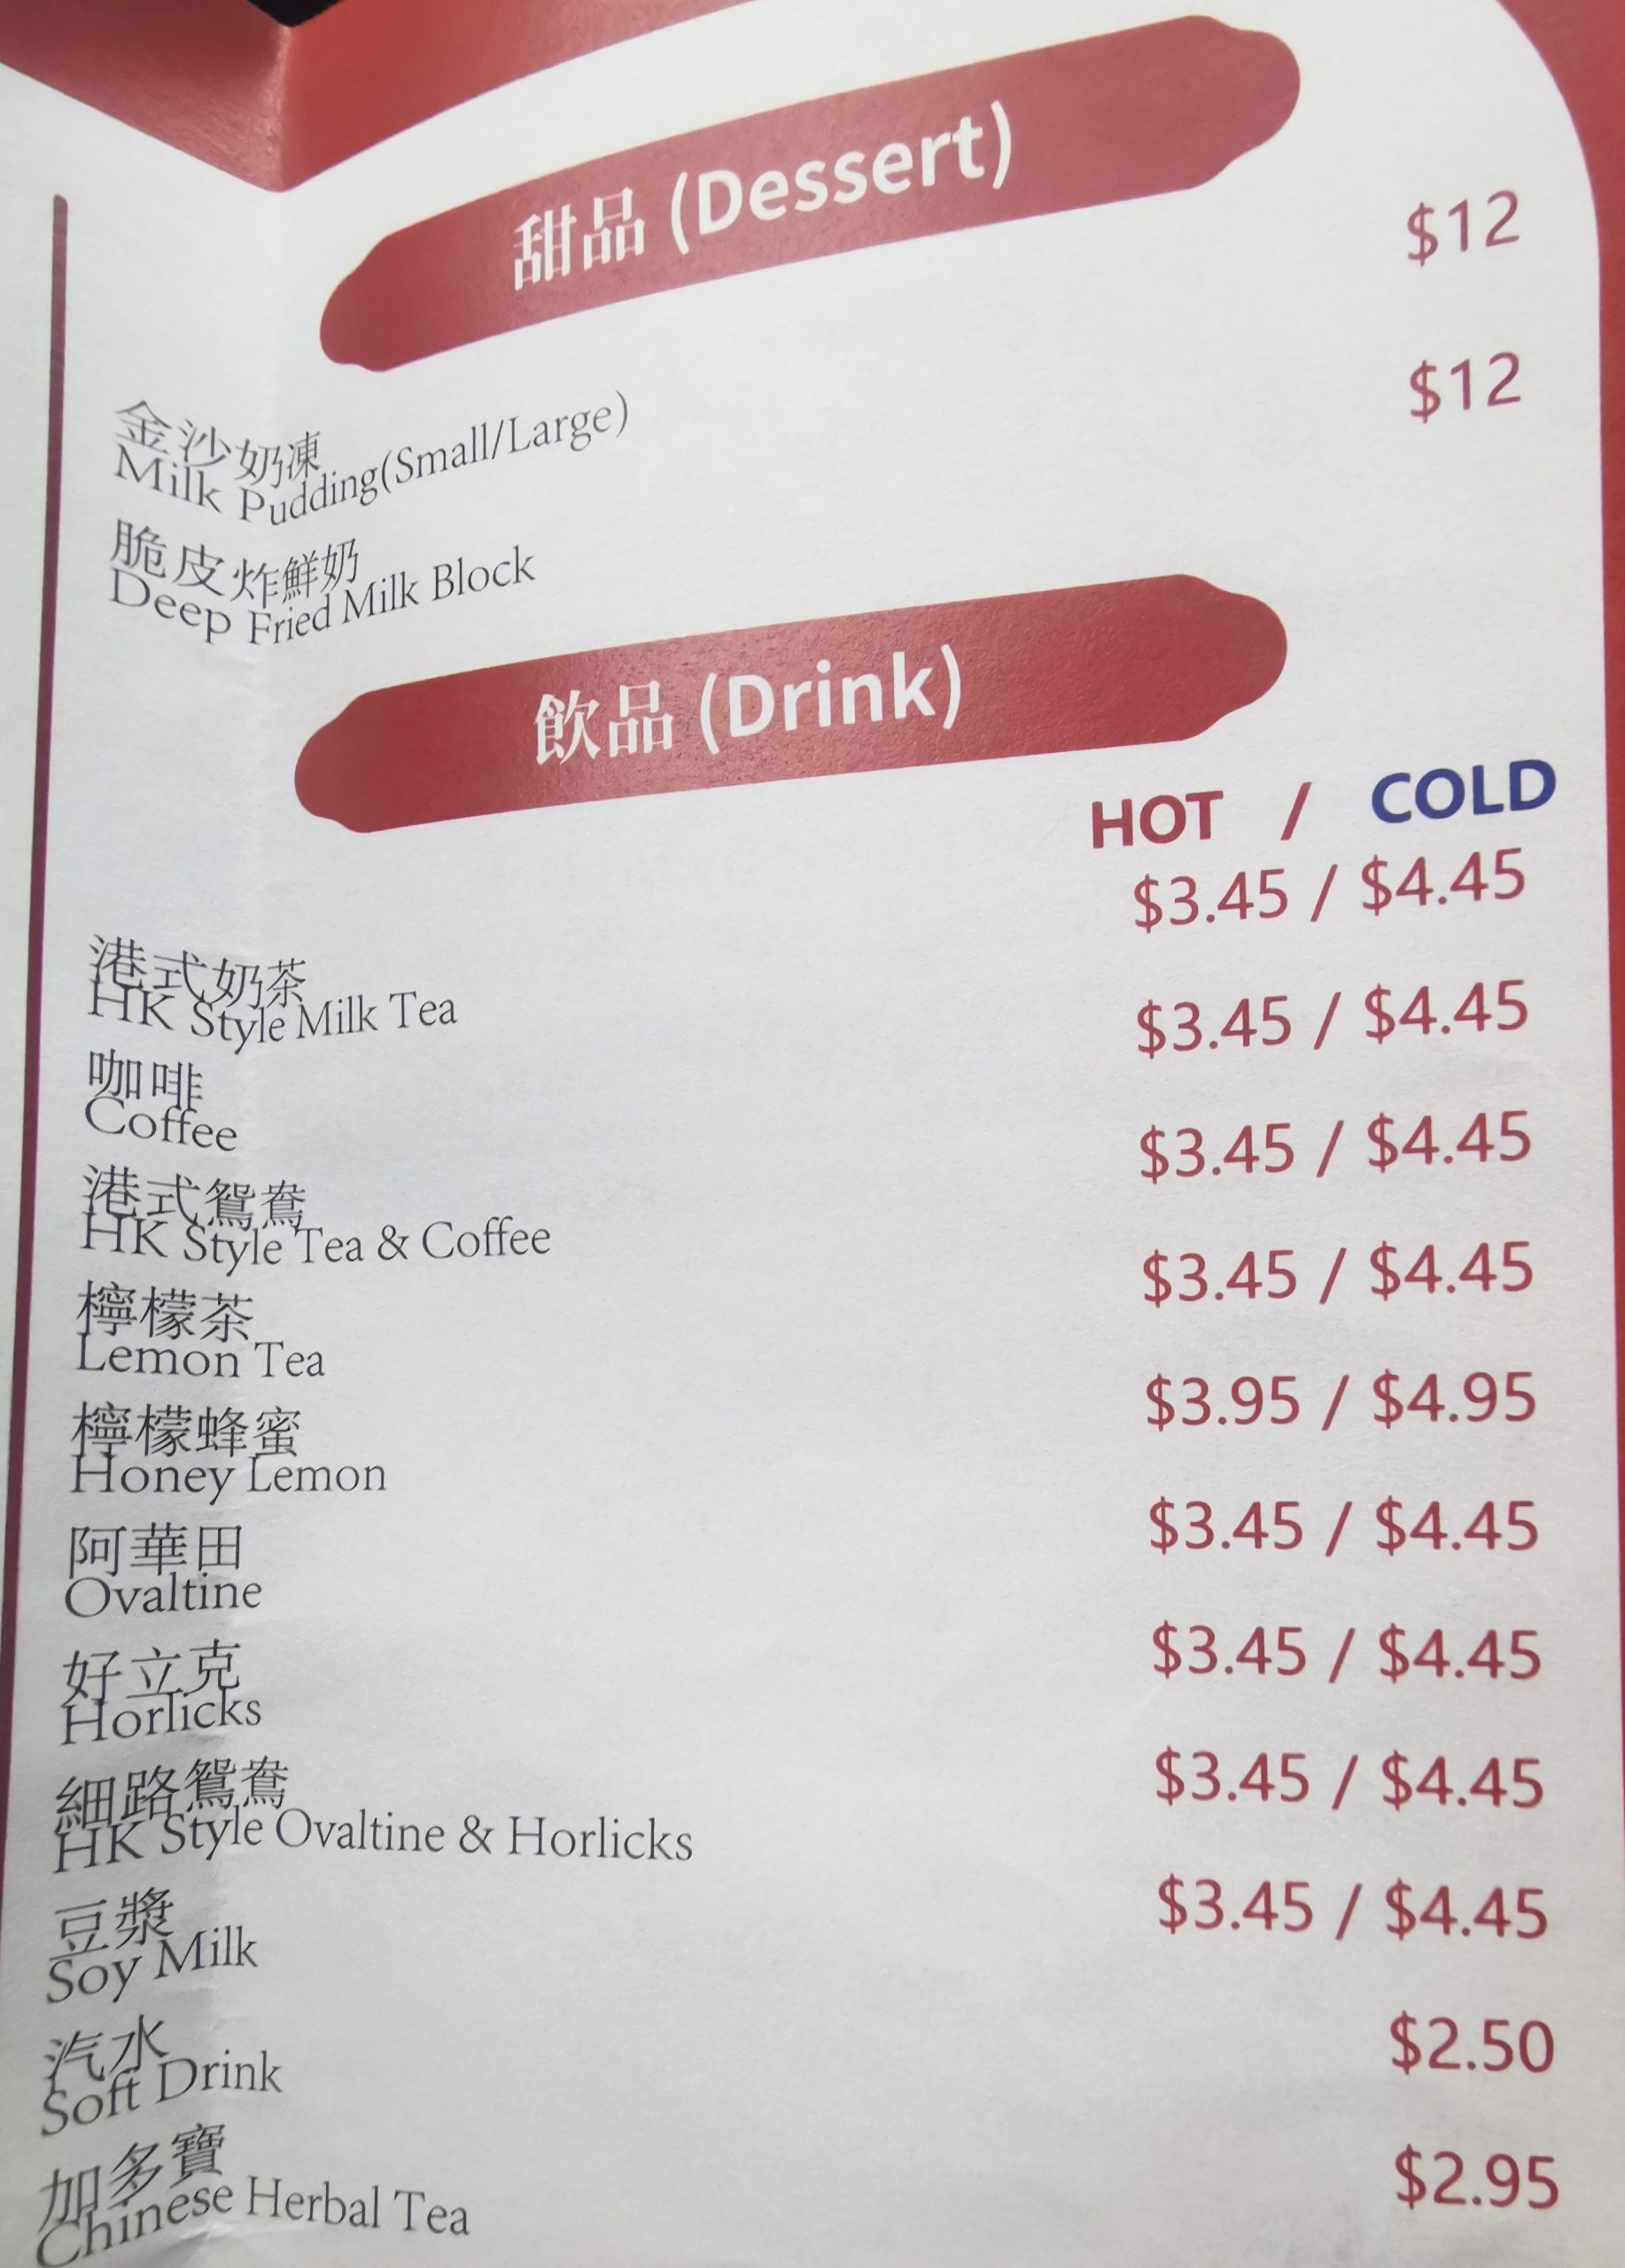 甜品 (Dessert)
金沙奶凍 $12
Milk Pudding(Small/Large)
脆皮炸鮮奶 $12
Deep Fried Milk Block
飲品 (Drink)
HOT / COLD
港式奶茶 $3.45 / $4.45
HK Style Milk Tea
咖啡 $3.45 / $4.45
Coffee
港式鴛鴦 $3.45 / $4.45
HK Style Tea & Coffee
檸檬茶 $3.45 / $4.45
Lemon Tea
檸檬蜂蜜 $3.95 / $4.95
Honey Lemon
阿華田 $3.45 / $4.45
Ovaltine
好立克 $3.45 / $4.45
Horlicks
細路鴛鴦 $3.45 / $4.45
HK Style Ovaltine & Horlicks
豆漿 $3.45 / $4.45
Soy Milk
汽水 $2.50
Soft Drink
加多寶 $2.95
Chinese Herbal Tea